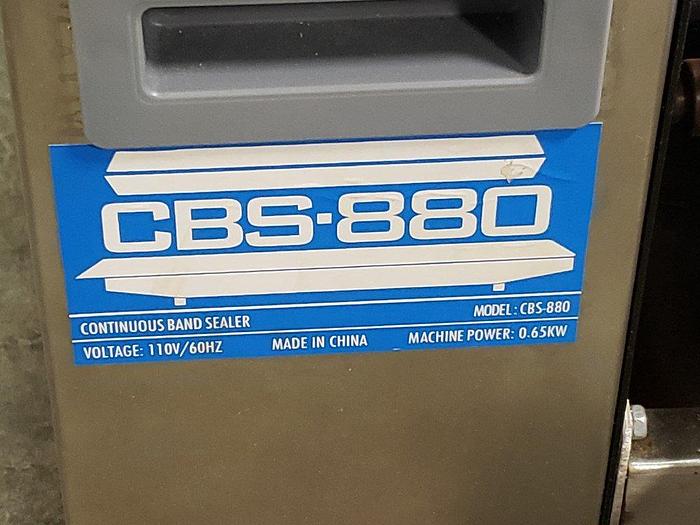 CBS·880
CONTINUOUS BAND SEALER
MODEL: CBS-880
VOLTAGE: 110V/60HZ
MADE IN CHINA
MACHINE POWER: 0.65KW